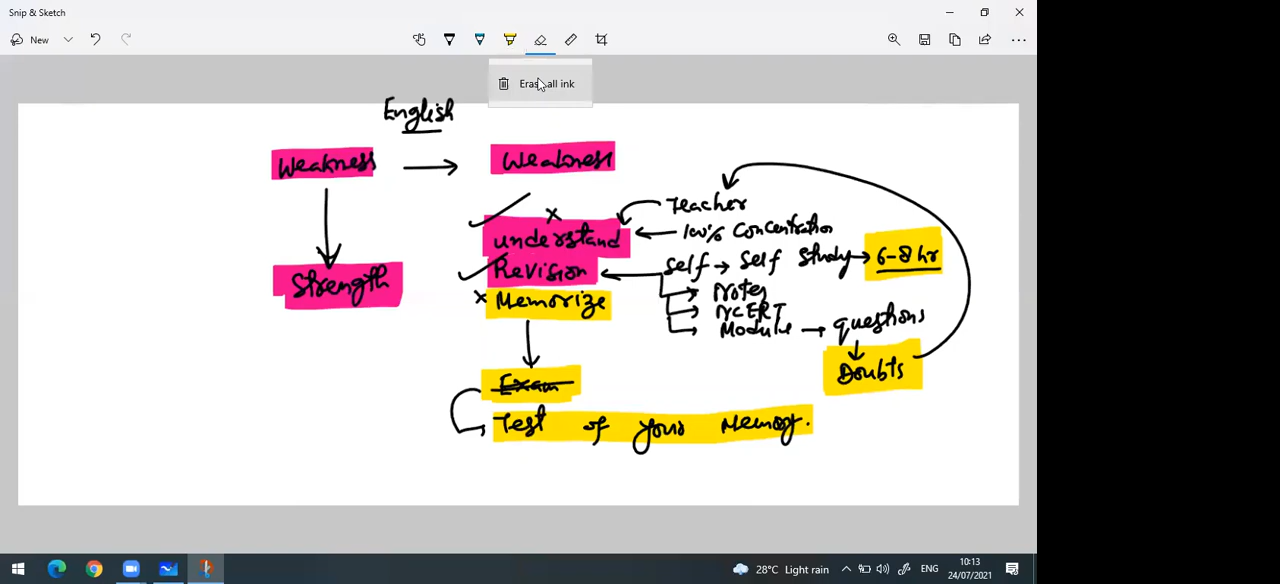 Snip & Sketch
New
Erase all ink
English
Weakness → Weakness
Teacher
understand
100% Concentration
Strength
Revision
Self → Self Study → 6-8 hr
Memorize
Notes
NCERT
Module → questions
Doubts
Exam
Test of your Memory.
28°C Light rain
ENG
10:13
24/07/2021